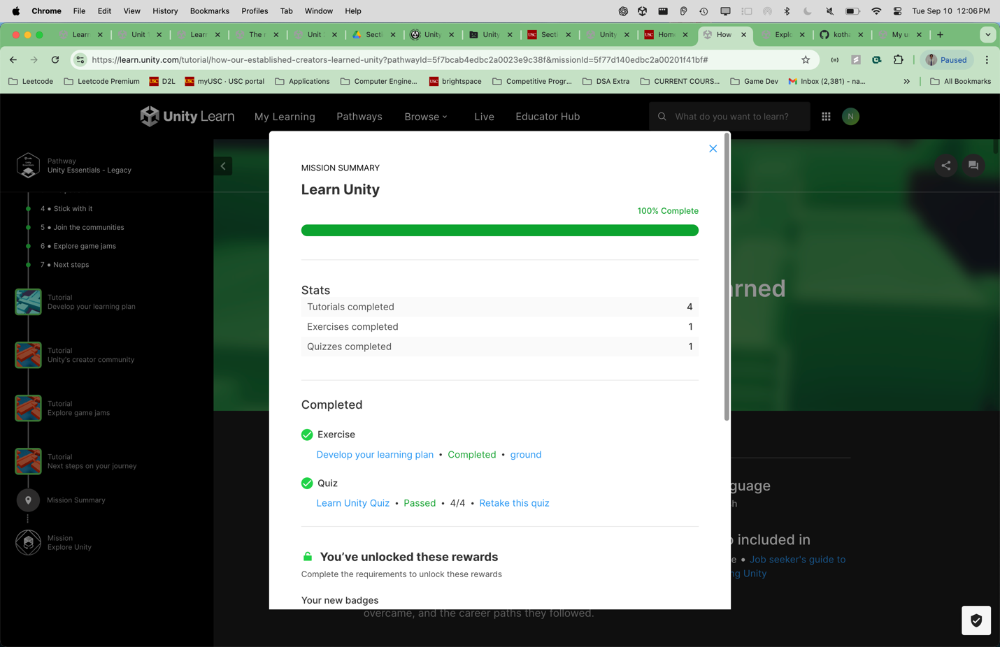 Chrome File Edit View History Bookmarks Profiles Tab Window Help Tue Sep 10 12:06 PM
Learn Unit Learn The r Unit Secti Unity Unity Secti Unity Home How Explo kotha My u
https://learn.unity.com/tutorial/how-our-established-creators-learned-unity?pathwayId=5f7bcab4edbc2a0023e9c38f&missionId=5f77d140edbc2a00201f41bf# Paused
Leetcode Leetcode Premium USC D2L USC myUSC - USC portal Applications Computer Engine... USC brightspace Competitive Progr... DSA Extra CURRENT COURS... Game Dev Inbox (2,381) - na... » All Bookmarks
Unity Learn My Learning Pathways Browse Live Educator Hub What do you want to learn? N
Pathway
Unity Essentials - Legacy
4 • Stick with it
5 • Join the communities
6 • Explore game jams
7 • Next steps
Tutorial
Develop your learning plan
Tutorial
Unity's creator community
Tutorial
Explore game jams
Tutorial
Next steps on your journey
Mission Summary
Mission
Explore Unity
MISSION SUMMARY
Learn Unity
100% Complete
Stats
Tutorials completed 4
Exercises completed 1
Quizzes completed 1
Completed
Exercise
Develop your learning plan • Completed • ground
Quiz
Learn Unity Quiz • Passed • 4/4 • Retake this quiz
You’ve unlocked these rewards
Complete the requirements to unlock these rewards
Your new badges
arned
guage
h
o included in
e • Job seeker's guide to
ng Unity
overcame, and the career paths they followed.